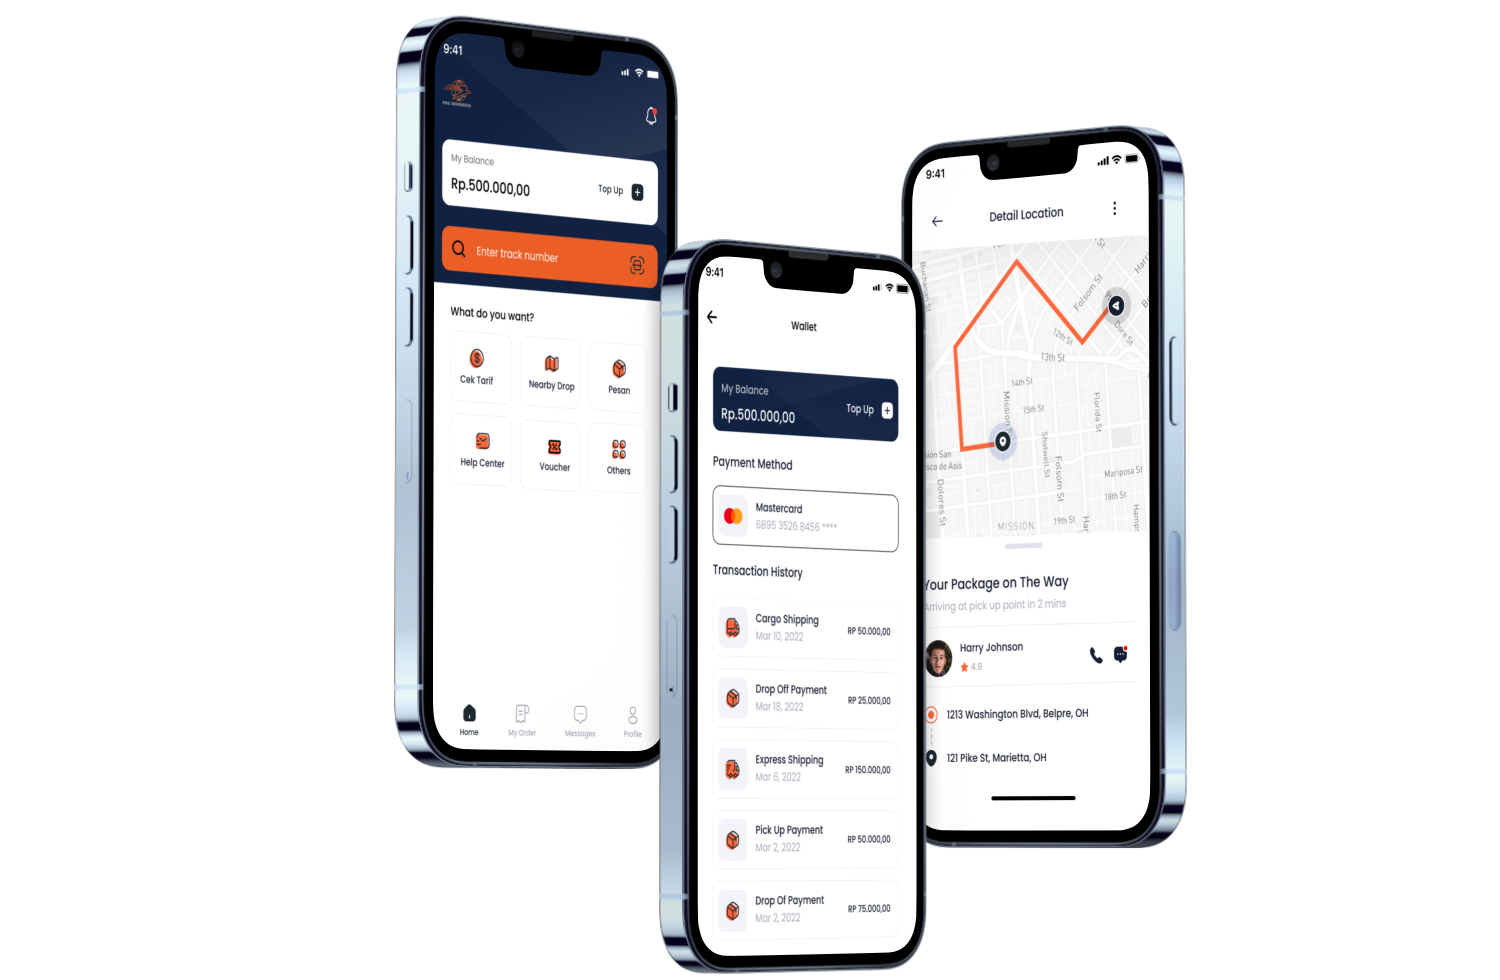 9:41
POS INDONESIA
My Balance
Rp.500.000,00
Top Up
Enter track number
What do you want?
Cek Tarif
Nearby Drop
Pesan
Help Center
Voucher
Others
Home
My Order
Messages
Profile
9:41
Wallet
My Balance
Rp.500.000,00
Top Up
Payment Method
Mastercard
6895 3526 8456 ****
Transaction History
Cargo Shipping
Mar 10, 2022
RP 50.000,00
Drop Off Payment
Mar 18, 2022
RP 25.000,00
Express Shipping
Mar 6, 2022
RP 150.000,00
Pick Up Payment
Mar 2, 2022
RP 50.000,00
Drop Of Payment
Mar 2, 2022
RP 75.000,00
9:41
Detail Location
Buchanan St
Folsom St
Harr
Dore St
12th St
13th St
14th St
Mission S
15th St
Florida St
Shotwell St
Folsom St
sión San
isco de Asís
Dolores St
Mariposa St
18th St
Hamps
19th St
Har
MISSION
Your Package on The Way
Arriving at pick up point in 2 mins
Harry Johnson
4.9
1213 Washington Blvd, Belpre, OH
121 Pike St, Marietta, OH